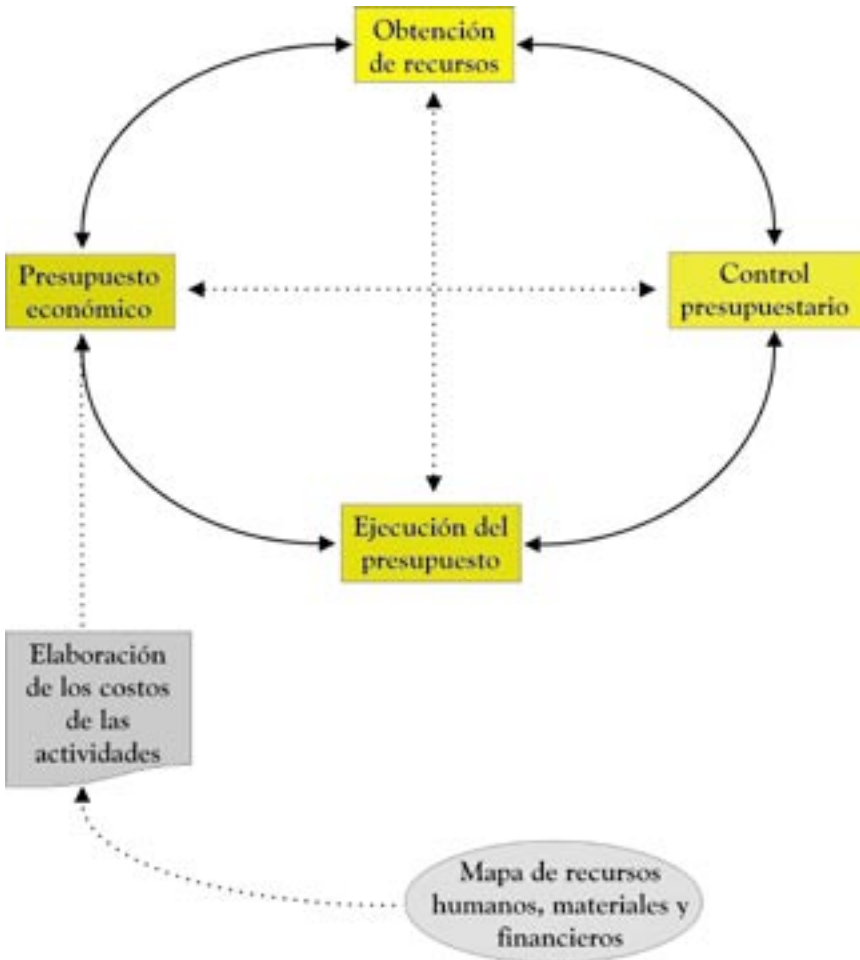 Obtención
de recursos
Presupuesto
económico
Control
presupuestario
Ejecución del
presupuesto
Elaboración
de los costos
de las
actividades
Mapa de recursos
humanos, materiales y
financieros